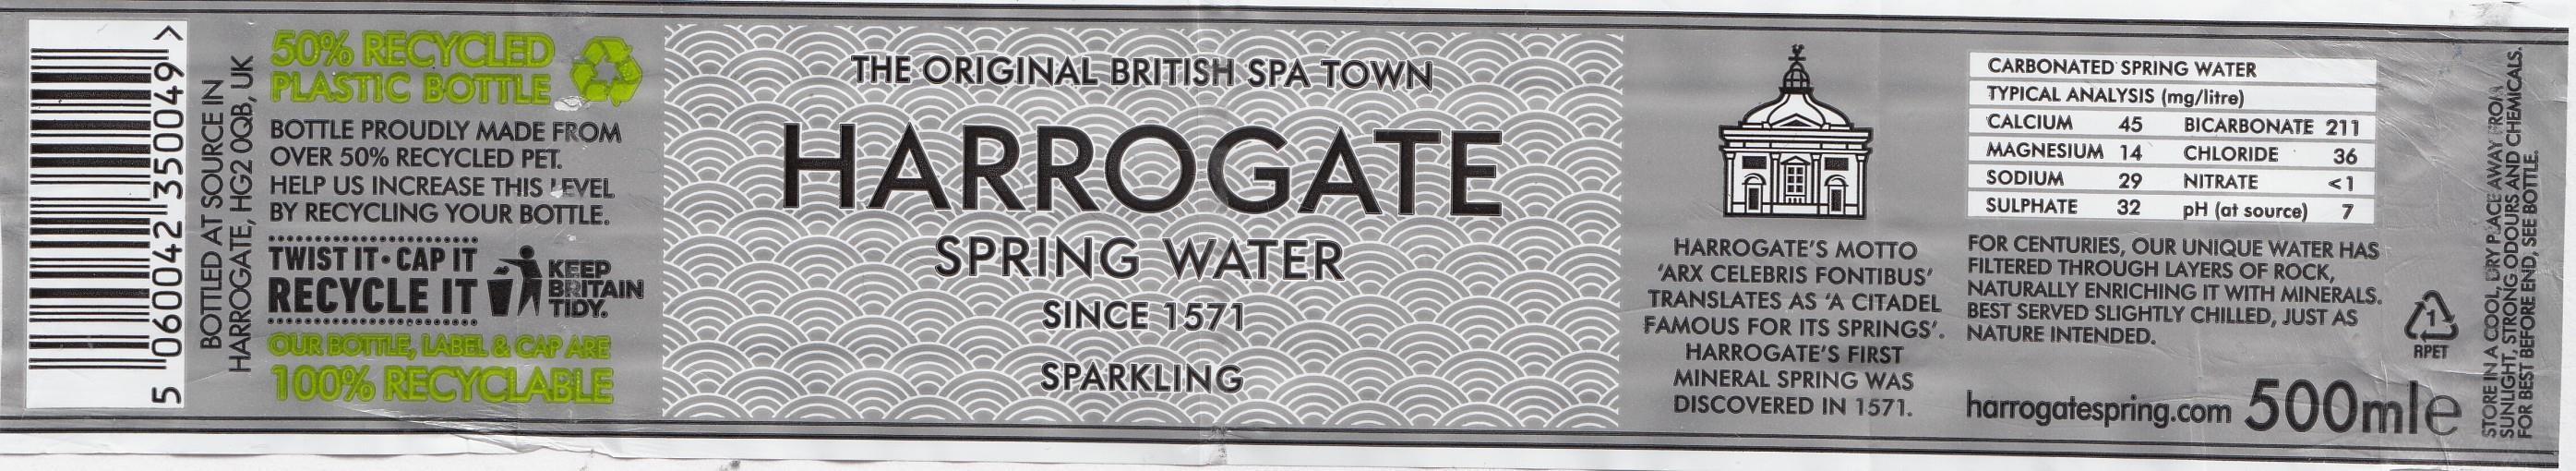 5 060042 350049 >
BOTTLED AT SOURCE IN
HARROGATE, HG2 0QB, UK
50% RECYCLED
PLASTIC BOTTLE
BOTTLE PROUDLY MADE FROM
OVER 50% RECYCLED PET.
HELP US INCREASE THIS LEVEL
BY RECYCLING YOUR BOTTLE.
TWIST IT • CAP IT
RECYCLE IT
KEEP
BRITAIN
TIDY.
OUR BOTTLE, LABEL & CAP ARE
100% RECYCLABLE
THE ORIGINAL BRITISH SPA TOWN
HARROGATE
SPRING WATER
SINCE 1571
SPARKLING
HARROGATE'S MOTTO
'ARX CELEBRIS FONTIBUS'
TRANSLATES AS 'A CITADEL
FAMOUS FOR ITS SPRINGS'.
HARROGATE'S FIRST
MINERAL SPRING WAS
DISCOVERED IN 1571.
CARBONATED SPRING WATER
TYPICAL ANALYSIS (mg/litre)
CALCIUM 45 BICARBONATE 211
MAGNESIUM 14 CHLORIDE 36
SODIUM 29 NITRATE <1
SULPHATE 32 pH (at source) 7
FOR CENTURIES, OUR UNIQUE WATER HAS
FILTERED THROUGH LAYERS OF ROCK,
NATURALLY ENRICHING IT WITH MINERALS.
BEST SERVED SLIGHTLY CHILLED, JUST AS
NATURE INTENDED.
1
RPET
harrogatespring.com 500ml e
STORE IN A COOL, DRY PLACE AWAY FROM
SUNLIGHT, STRONG ODOURS AND CHEMICALS.
FOR BEST BEFORE END, SEE BOTTLE.